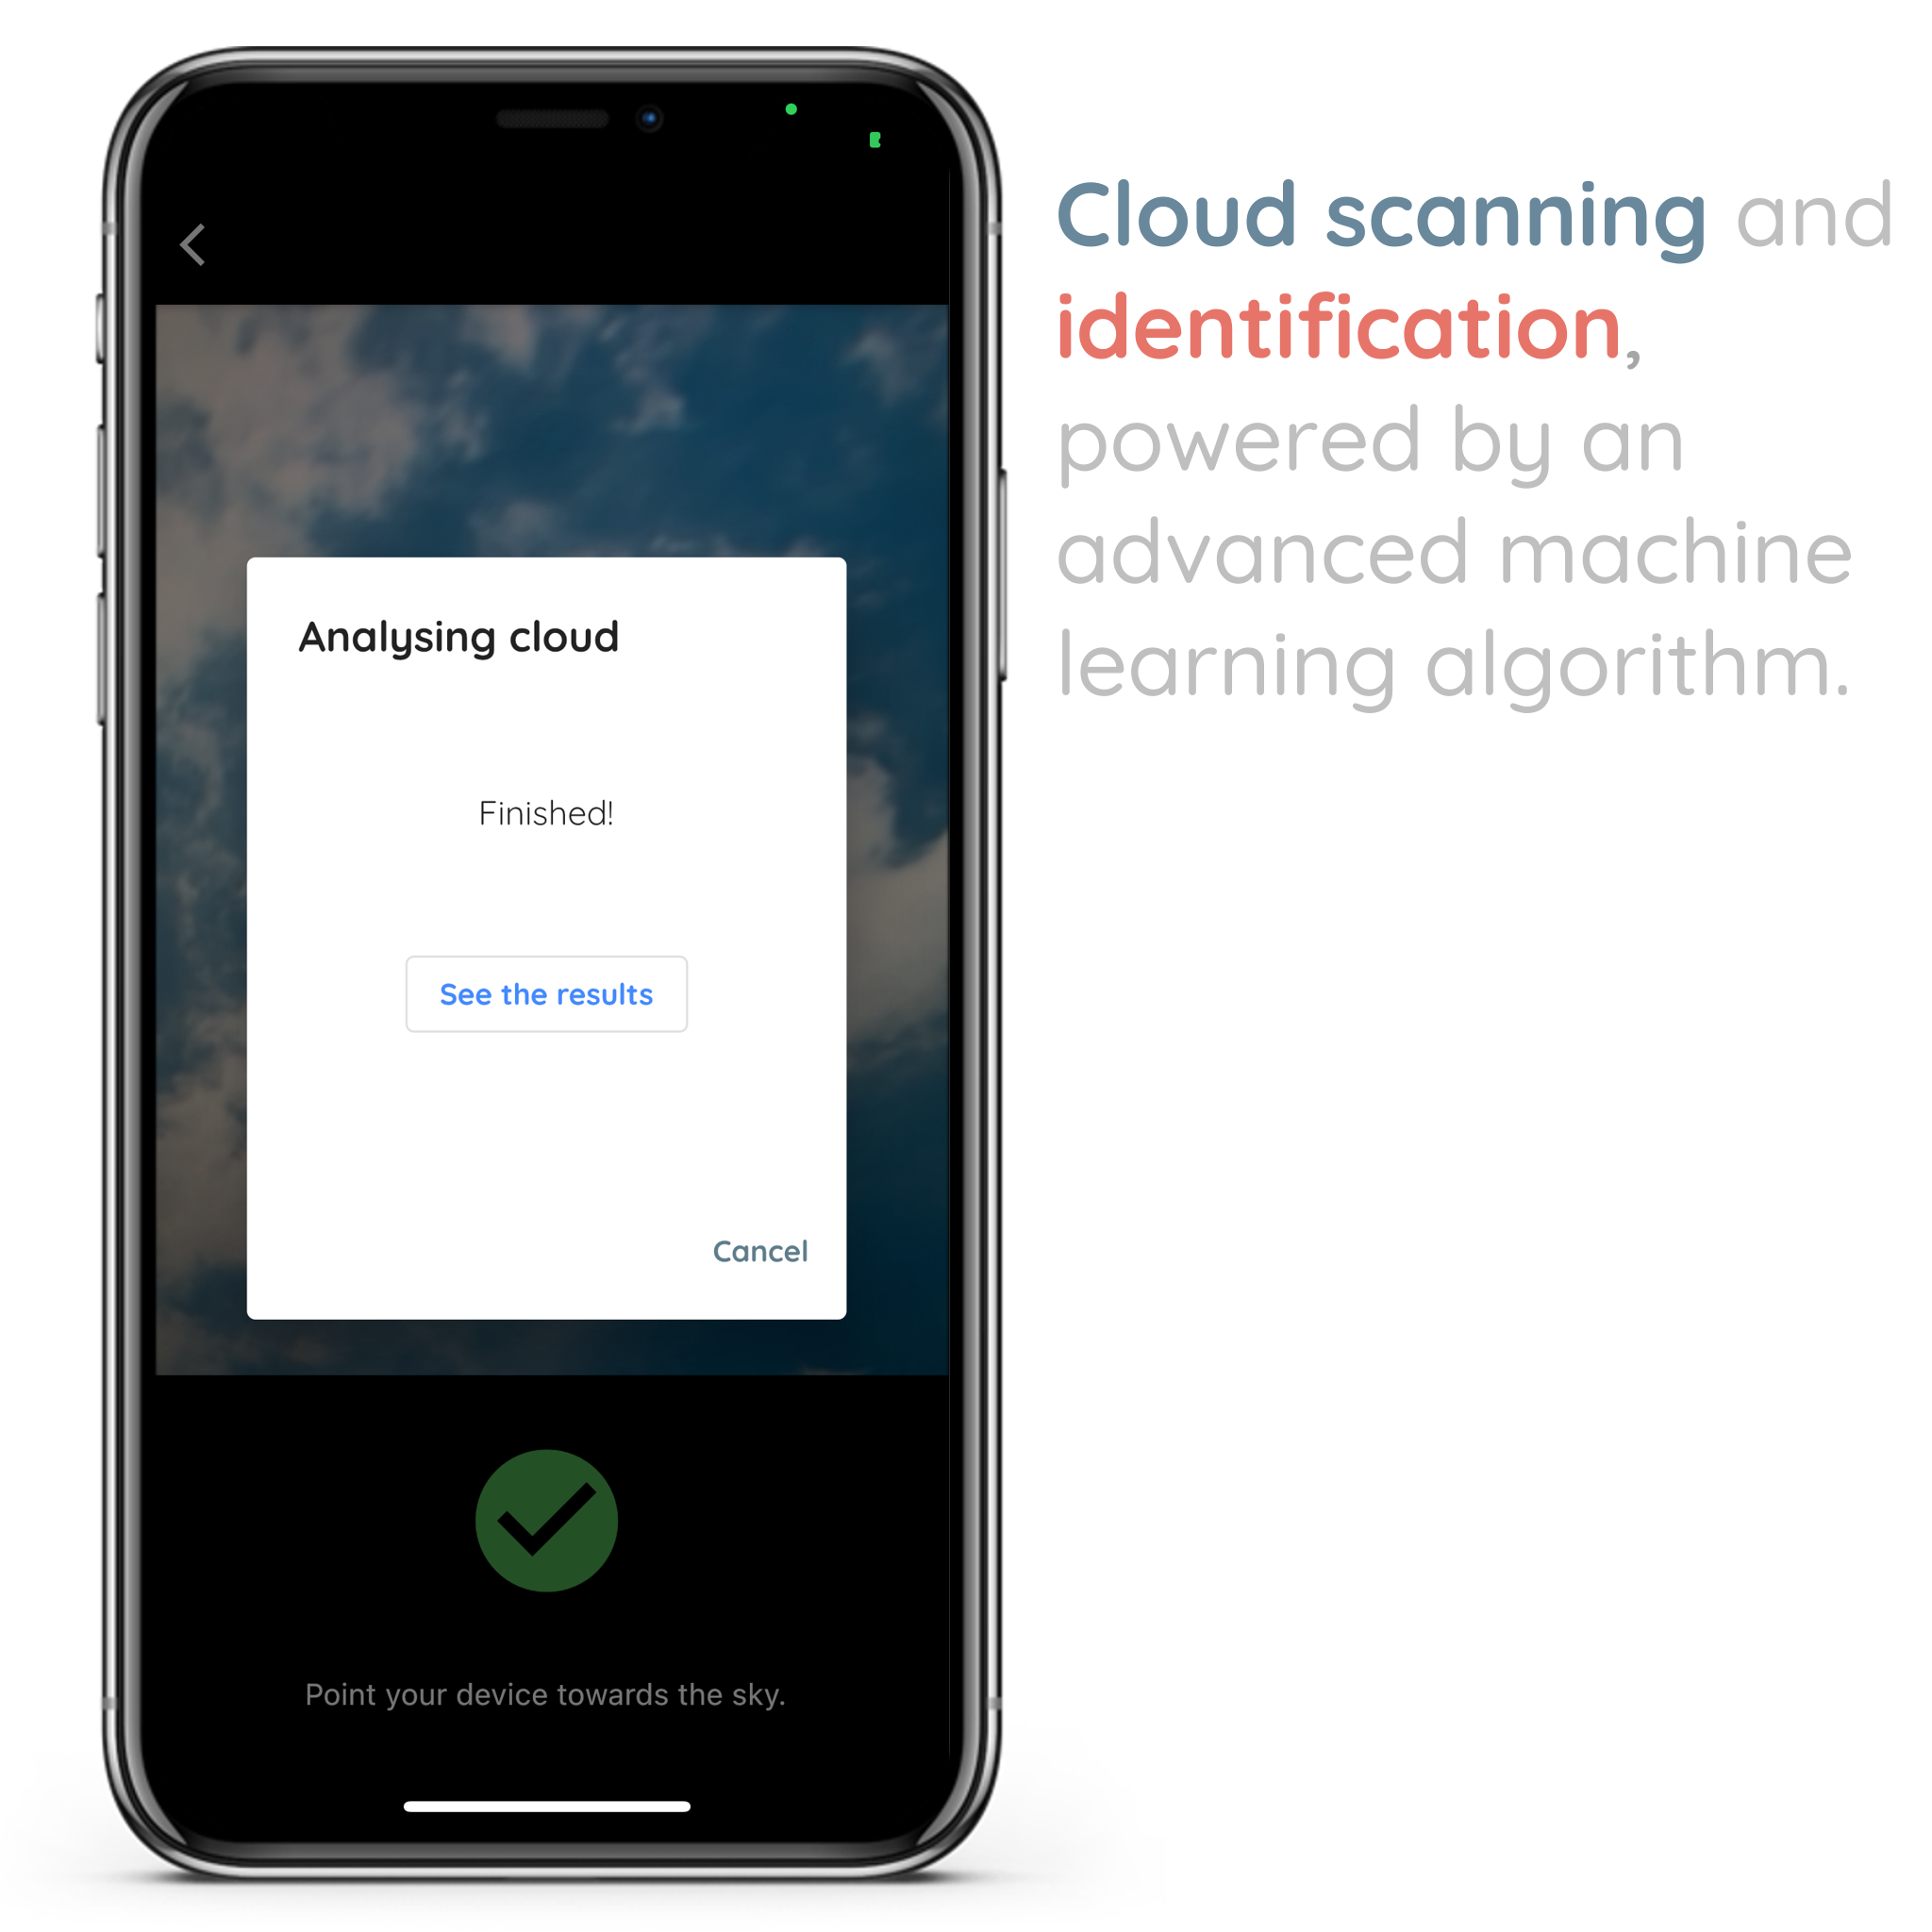 Cloud scanning and
identification,
powered by an
advanced machine
learning algorithm.
Analysing cloud
Finished!
See the results
Cancel
Point your device towards the sky.